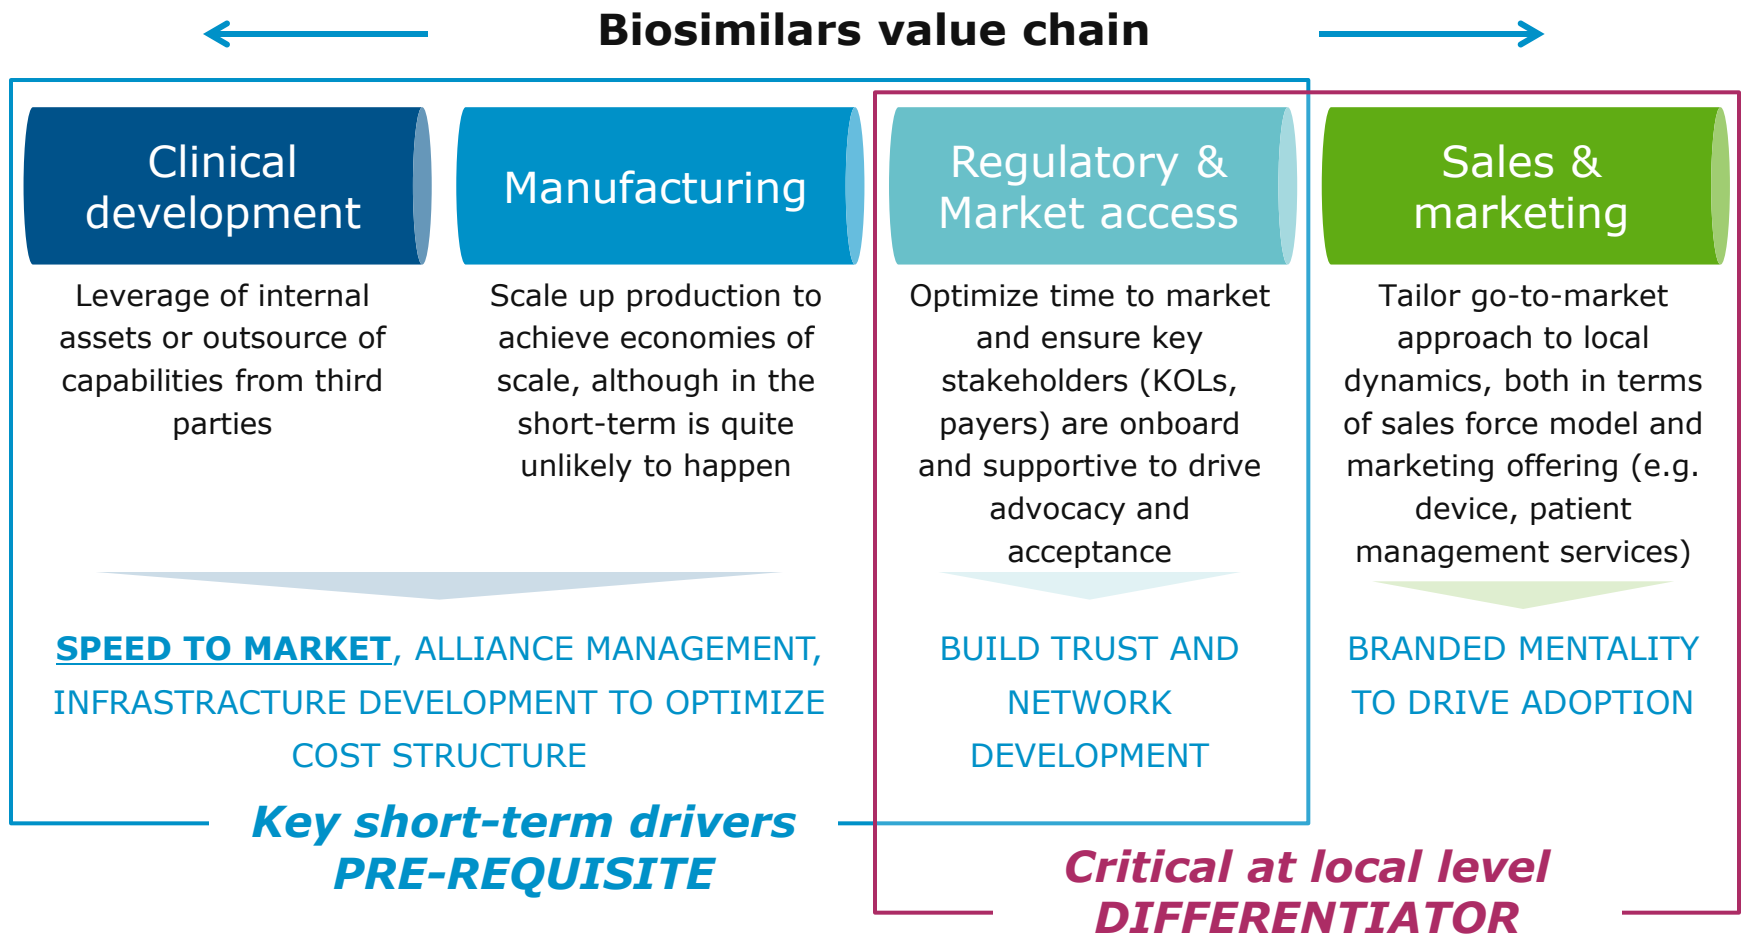 Biosimilars value chain
Clinical
development
Manufacturing
Regulatory &
Market access
Sales &
marketing
Leverage of internal
assets or outsource of
capabilities from third
parties
Scale up production to
achieve economies of
scale, although in the
short-term is quite
unlikely to happen
Optimize time to market
and ensure key
stakeholders (KOLs,
payers) are onboard
and supportive to drive
advocacy and
acceptance
Tailor go-to-market
approach to local
dynamics, both in terms
of sales force model and
marketing offering (e.g.
device, patient
management services)
SPEED TO MARKET, ALLIANCE MANAGEMENT,
INFRASTRACTURE DEVELOPMENT TO OPTIMIZE
COST STRUCTURE
BUILD TRUST AND
NETWORK
DEVELOPMENT
BRANDED MENTALITY
TO DRIVE ADOPTION
Key short-term drivers
PRE-REQUISITE
Critical at local level
DIFFERENTIATOR